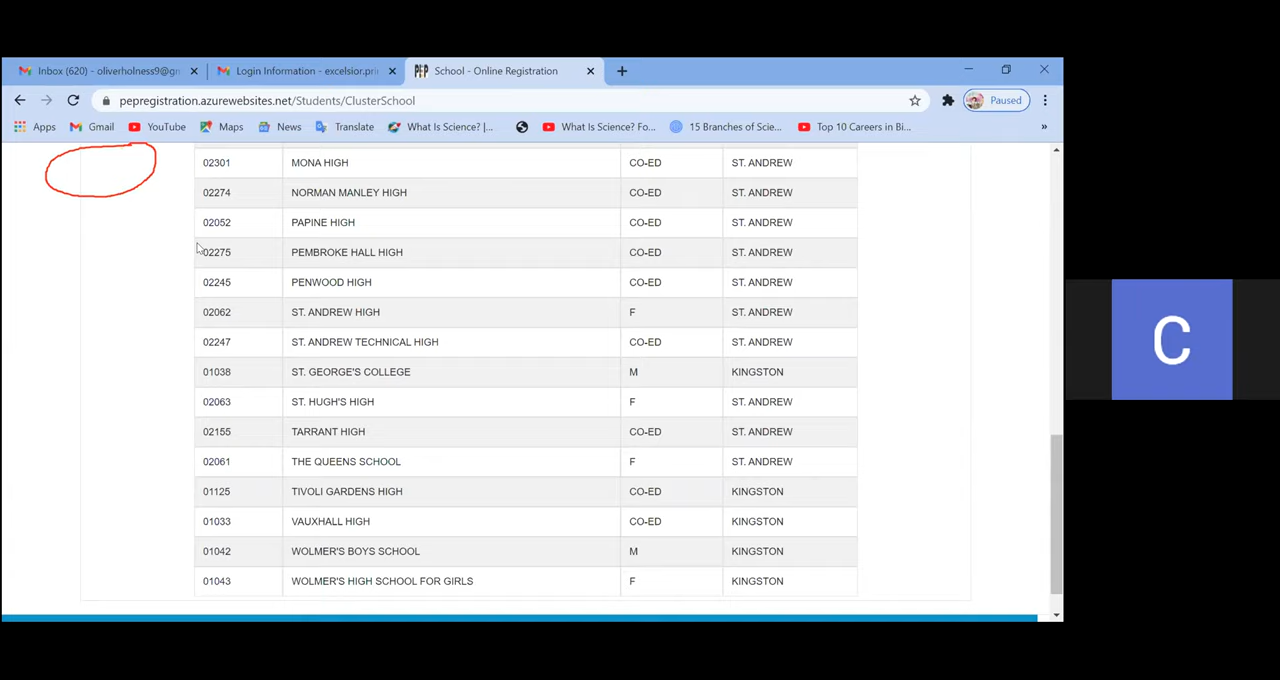 Inbox (620) - oliverholness9@gm
Login Information - excelsior.pri
PEP School - Online Registration
pepregistration.azurewebsites.net/Students/ClusterSchool
Paused
Apps Gmail YouTube Maps News Translate What Is Science? |... What Is Science? Fo... 15 Branches of Scie... Top 10 Careers in Bi... »
02301 MONA HIGH CO-ED ST. ANDREW
02274 NORMAN MANLEY HIGH CO-ED ST. ANDREW
02052 PAPINE HIGH CO-ED ST. ANDREW
02275 PEMBROKE HALL HIGH CO-ED ST. ANDREW
02245 PENWOOD HIGH CO-ED ST. ANDREW
02062 ST. ANDREW HIGH F ST. ANDREW
02247 ST. ANDREW TECHNICAL HIGH CO-ED ST. ANDREW
01038 ST. GEORGE'S COLLEGE M KINGSTON
02063 ST. HUGH'S HIGH F ST. ANDREW
02155 TARRANT HIGH CO-ED ST. ANDREW
02061 THE QUEENS SCHOOL F ST. ANDREW
01125 TIVOLI GARDENS HIGH CO-ED KINGSTON
01033 VAUXHALL HIGH CO-ED KINGSTON
01042 WOLMER'S BOYS SCHOOL M KINGSTON
01043 WOLMER'S HIGH SCHOOL FOR GIRLS F KINGSTON
C